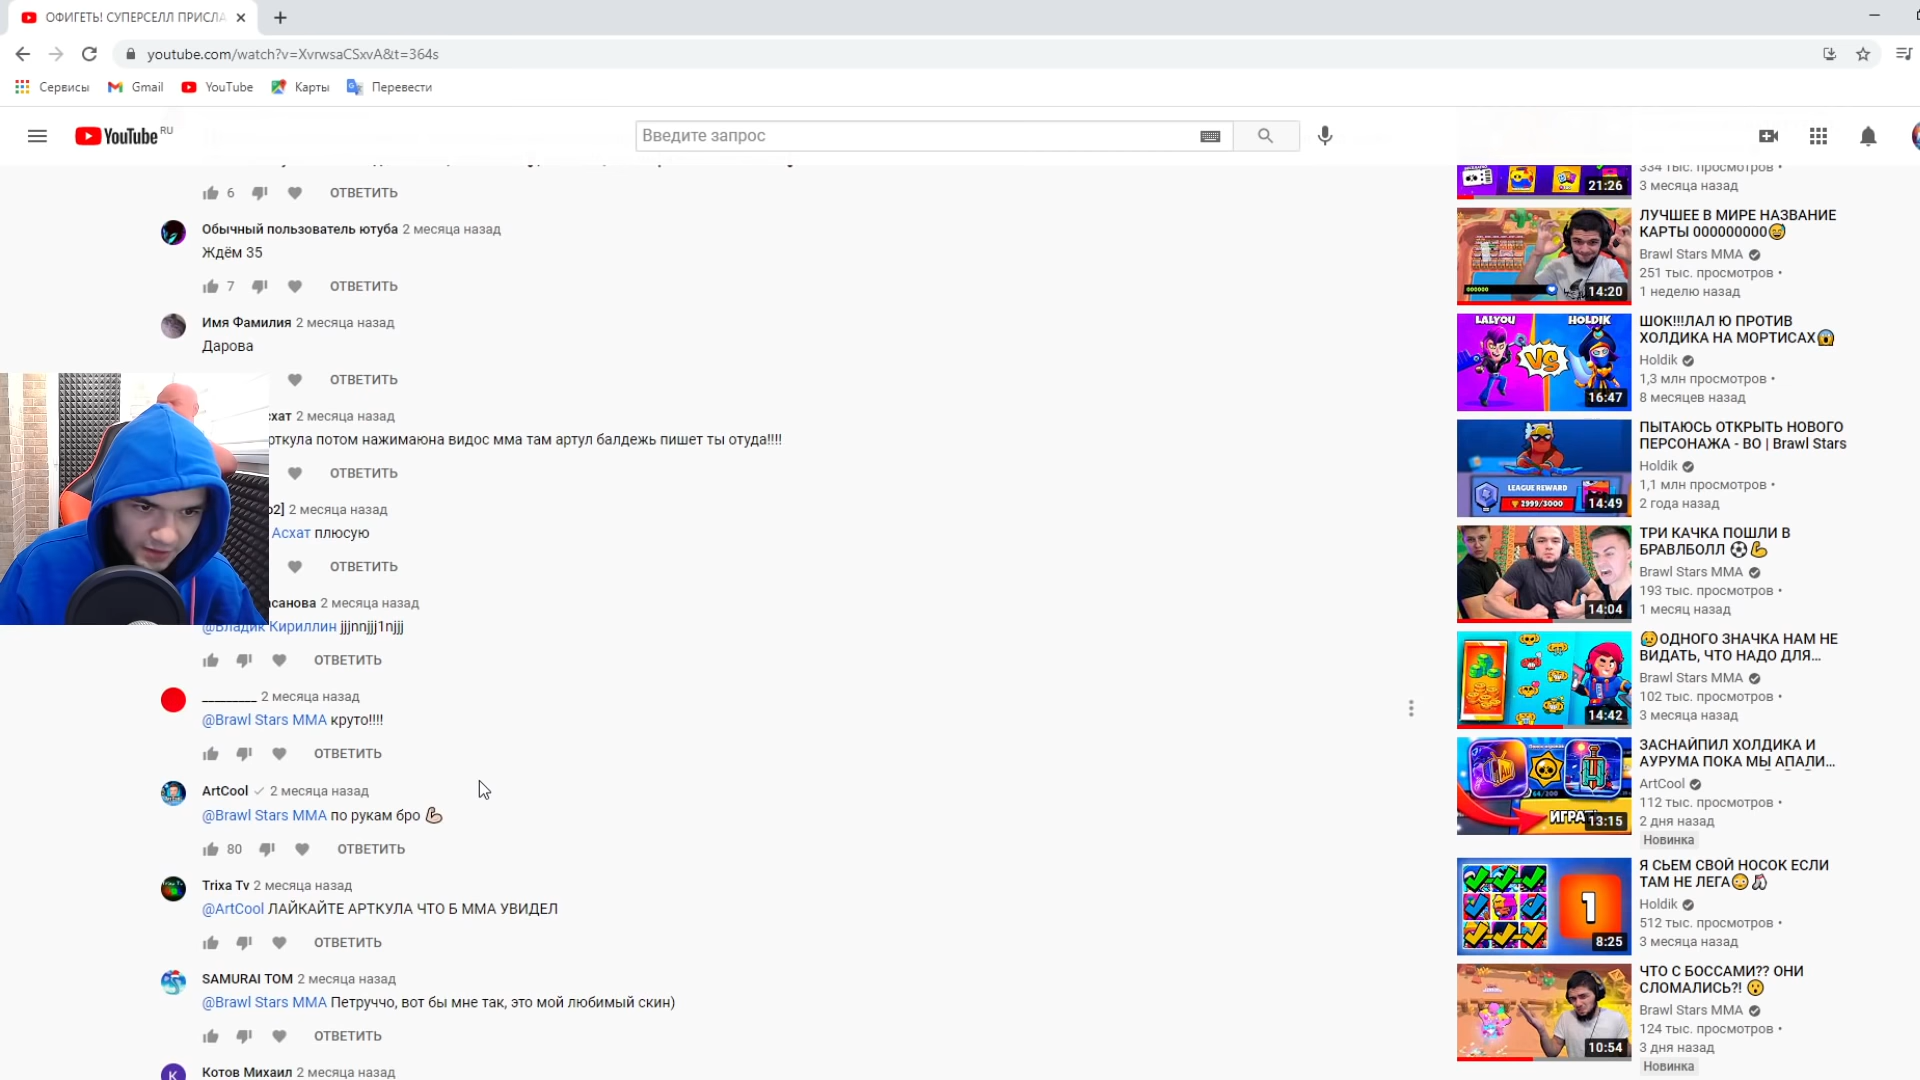 ОФИГЕТЬ! СУПЕРСЕЛЛ ПРИСЛА
youtube.com/watch?v=XvrwsaCSxvA&t=364s
Сервисы
Gmail
YouTube
Карты
Перевести
YouTube RU
Введите запрос
6
ОТВЕТИТЬ
Обычный пользователь ютуба 2 месяца назад
Ждём 35
7
ОТВЕТИТЬ
Имя Фамилия 2 месяца назад
Дарова
ОТВЕТИТЬ
схат 2 месяца назад
рткула потом нажимаюна видос мма там артул балдежь пишет ты отуда!!!!
ОТВЕТИТЬ
о2] 2 месяца назад
Асхат плюсую
ОТВЕТИТЬ
асанова 2 месяца назад
@Владик Кириллин jjjnnjjj1njjj
ОТВЕТИТЬ
_________ 2 месяца назад
@Brawl Stars MMA круто!!!!
ОТВЕТИТЬ
ArtCool 2 месяца назад
@Brawl Stars MMA по рукам бро 💪🏻
80
ОТВЕТИТЬ
Trixa Tv 2 месяца назад
@ArtCool ЛАЙКАЙТЕ АРТКУЛА ЧТО Б ММА УВИДЕЛ
ОТВЕТИТЬ
SAMURAI TOM 2 месяца назад
@Brawl Stars MMA Петруччо, вот бы мне так, это мой любимый скин)
ОТВЕТИТЬ
К
Котов Михаил 2 месяца назад
21:26
334 тыс. просмотров •
3 месяца назад
000000
14:20
ЛУЧШЕЕ В МИРЕ НАЗВАНИЕ
КАРТЫ 000000000😅
Brawl Stars MMA
251 тыс. просмотров •
1 неделю назад
LALYOU
HOLDIK
VS
16:47
ШОК!!!ЛАЛ Ю ПРОТИВ
ХОЛДИКА НА МОРТИСАХ😱
Holdik
1,3 млн просмотров •
8 месяцев назад
LEAGUE REWARD
2999/3000
14:49
ПЫТАЮСЬ ОТКРЫТЬ НОВОГО
ПЕРСОНАЖА - BO | Brawl Stars
Holdik
1,1 млн просмотров •
2 года назад
14:04
ТРИ КАЧКА ПОШЛИ В
БРАВЛБОЛЛ ⚽💪
Brawl Stars MMA
193 тыс. просмотров •
1 месяц назад
14:42
😥ОДНОГО ЗНАЧКА НАМ НЕ
ВИДАТЬ, ЧТО НАДО ДЛЯ...
Brawl Stars MMA
102 тыс. просмотров •
3 месяца назад
ИГРАТ
13:15
ЗАСНАЙПИЛ ХОЛДИКА И
АУРУМА ПОКА МЫ АПАЛИ...
ArtCool
112 тыс. просмотров •
2 дня назад
Новинка
1
8:25
Я СЬЕМ СВОЙ НОСОК ЕСЛИ
ТАМ НЕ ЛЕГА😳🧦
Holdik
512 тыс. просмотров •
3 месяца назад
10:54
ЧТО С БОССАМИ?? ОНИ
СЛОМАЛИСЬ?! 😯
Brawl Stars MMA
124 тыс. просмотров •
3 дня назад
Новинка